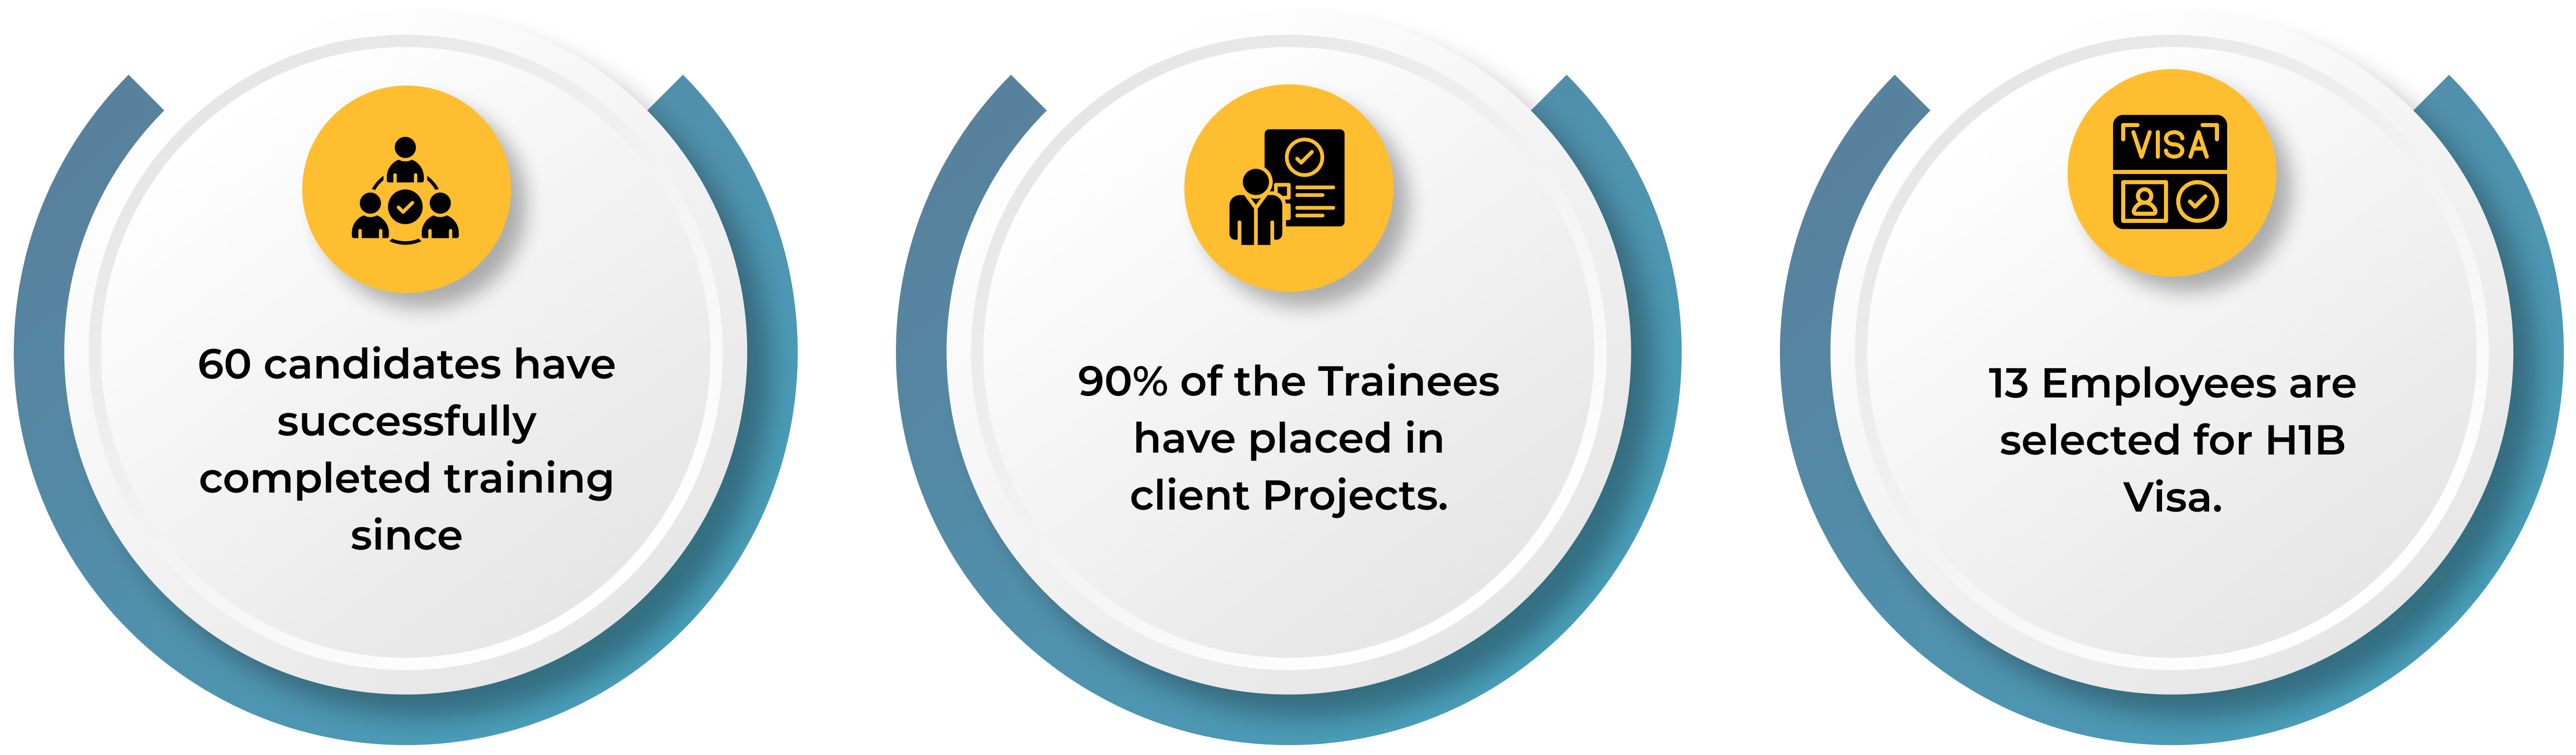 60 candidates have
successfully
completed training
since
90% of the Trainees
have placed in
client Projects.
VISA
13 Employees are
selected for H1B
Visa.